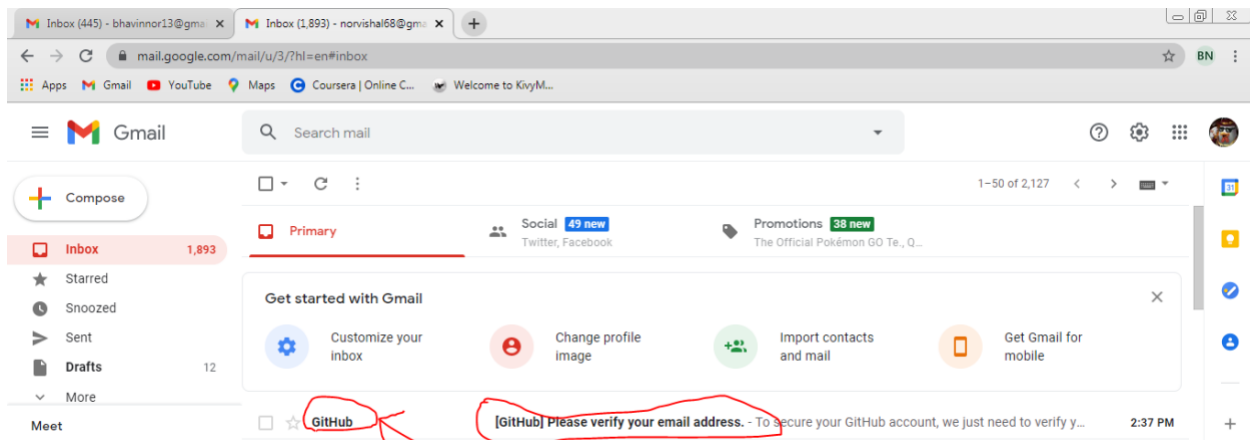 Inbox (445) - bhavinnor13@gma
Inbox (1,893) - norvishal68@gma
mail.google.com/mail/u/3/?hl=en#inbox
BN
Apps
Gmail
YouTube
Maps
Coursera | Online C...
Welcome to KivyM...
Gmail
Search mail
Compose
1–50 of 2,127
31
Primary
Social 49 new
Twitter, Facebook
Promotions 38 new
The Official Pokémon GO Te., Q...
Inbox 1,893
Starred
Snoozed
Sent
Drafts 12
More
Meet
Get started with Gmail
Customize your
inbox
Change profile
image
Import contacts
and mail
Get Gmail for
mobile
GitHub
[GitHub] Please verify your email address. - To secure your GitHub account, we just need to verify y...
2:37 PM